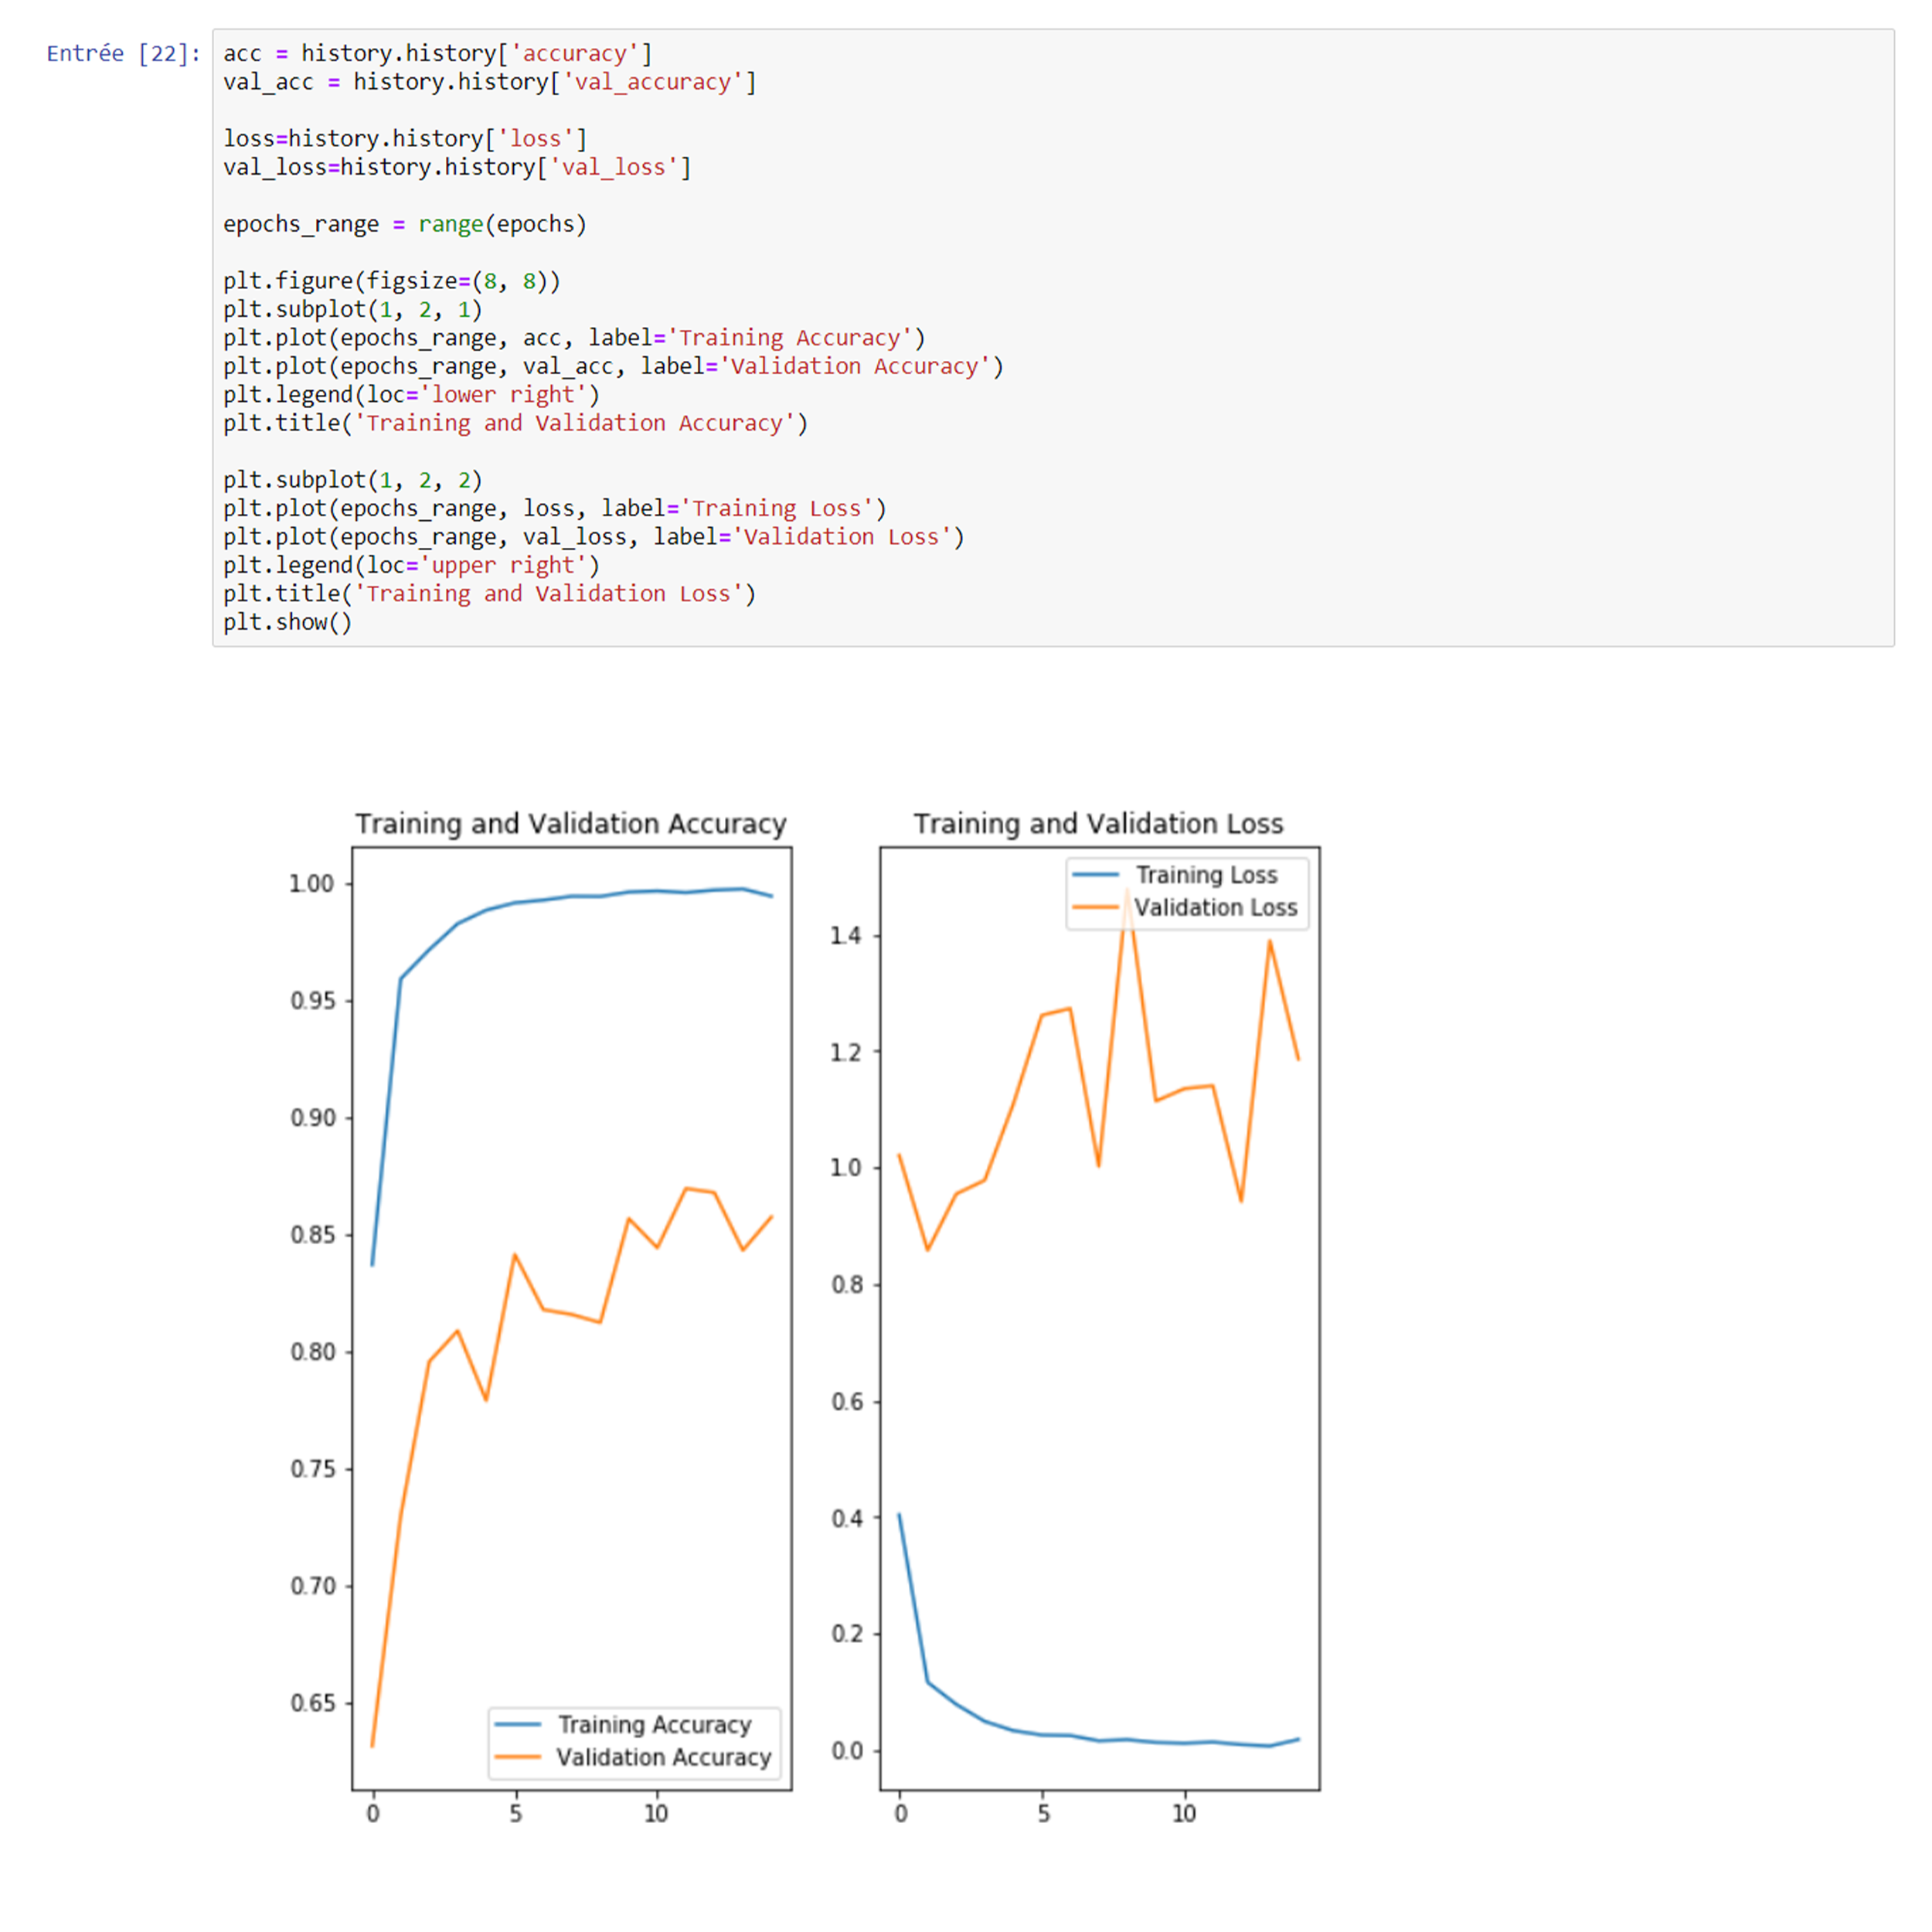 Entrée [22]:
acc = history.history['accuracy']
val_acc = history.history['val_accuracy']
loss=history.history['loss']
val_loss=history.history['val_loss']
epochs_range = range(epochs)
plt.figure(figsize=(8, 8))
plt.subplot(1, 2, 1)
plt.plot(epochs_range, acc, label='Training Accuracy')
plt.plot(epochs_range, val_acc, label='Validation Accuracy')
plt.legend(loc='lower right')
plt.title('Training and Validation Accuracy')
plt.subplot(1, 2, 2)
plt.plot(epochs_range, loss, label='Training Loss')
plt.plot(epochs_range, val_loss, label='Validation Loss')
plt.legend(loc='upper right')
plt.title('Training and Validation Loss')
plt.show()
Training and Validation Accuracy
1.00
0.95
0.90
0.85
0.80
0.75
0.70
0.65
Training Accuracy
Validation Accuracy
0 5 10
Training and Validation Loss
Training Loss
Validation Loss
1.4
1.2
1.0
0.8
0.6
0.4
0.2
0.0
0 5 10